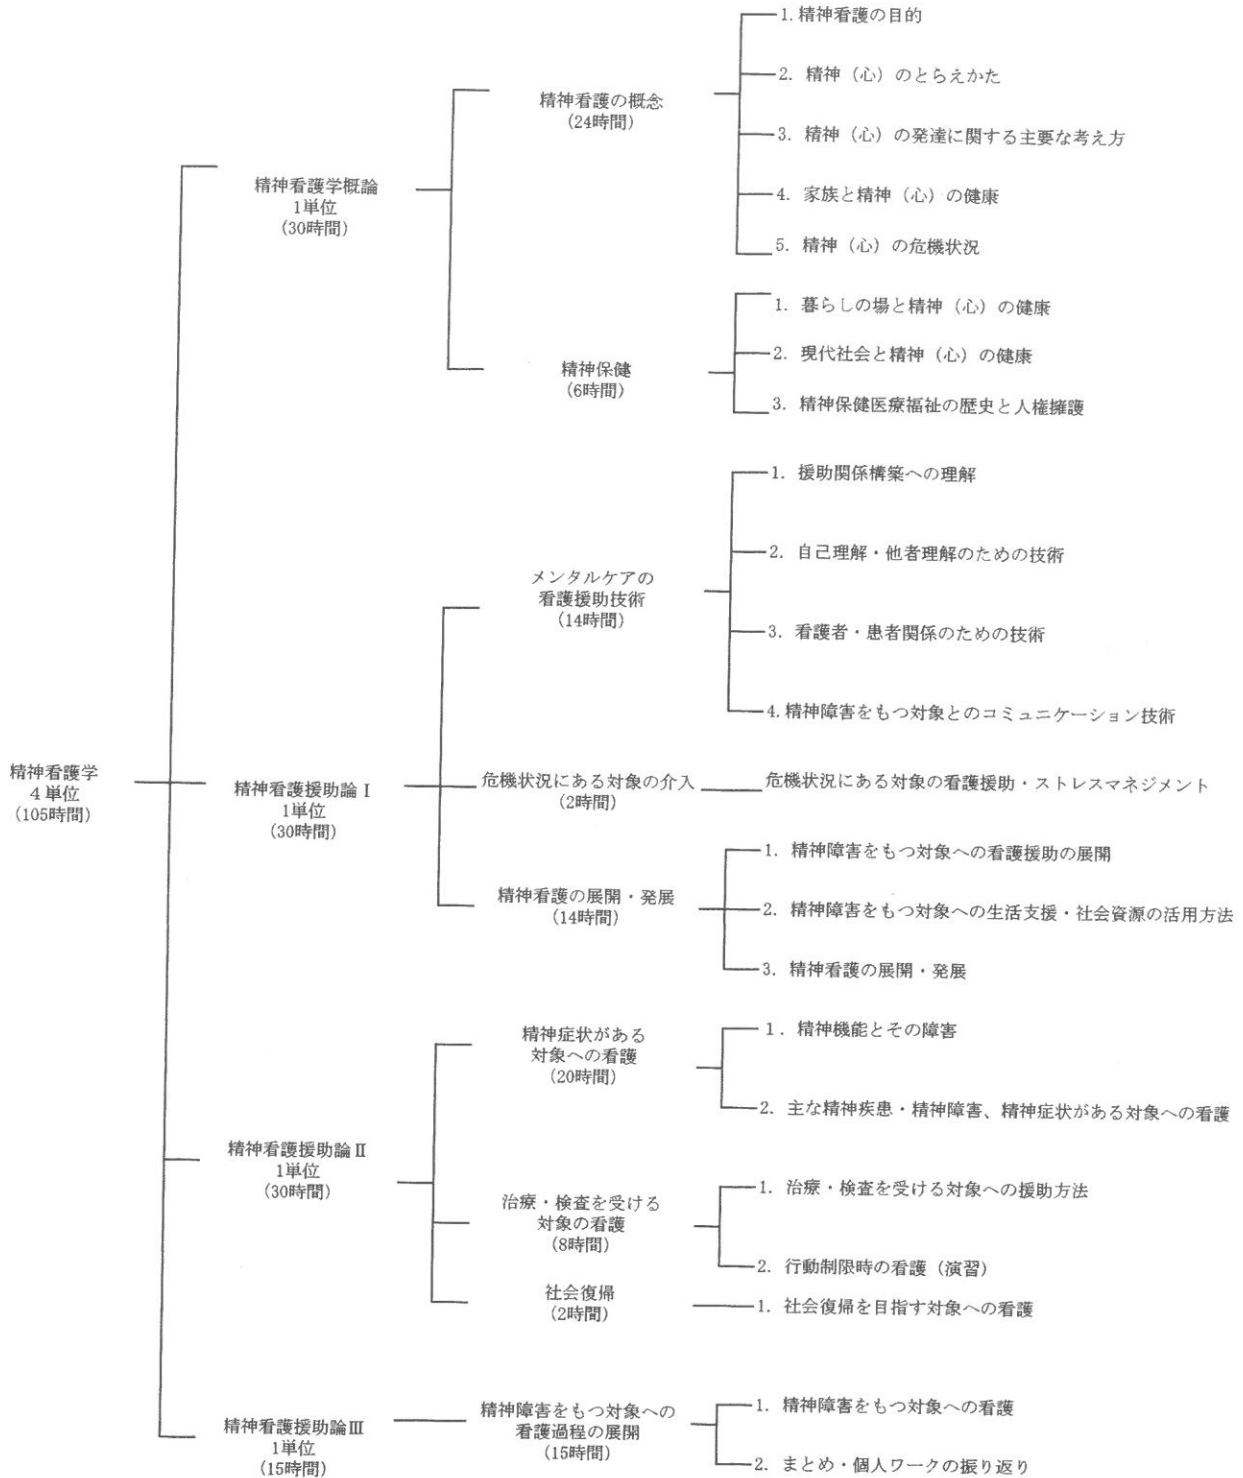 精神看護学
4単位
(105時間)
精神看護学概論
1単位
(30時間)
精神看護の概念
(24時間)
1. 精神看護の目的
2. 精神（心）のとらえかた
3. 精神（心）の発達に関する主要な考え方
4. 家族と精神（心）の健康
5. 精神（心）の危機状況
精神保健
(6時間)
1. 暮らしの場と精神（心）の健康
2. 現代社会と精神（心）の健康
3. 精神保健医療福祉の歴史と人権擁護
精神看護援助論Ⅰ
1単位
(30時間)
メンタルケアの
看護援助技術
(14時間)
1. 援助関係構築への理解
2. 自己理解・他者理解のための技術
3. 看護者・患者関係のための技術
4. 精神障害をもつ対象とのコミュニケーション技術
危機状況にある対象の介入
(2時間)
危機状況にある対象の看護援助・ストレスマネジメント
精神看護の展開・発展
(14時間)
1. 精神障害をもつ対象への看護援助の展開
2. 精神障害をもつ対象への生活支援・社会資源の活用方法
3. 精神看護の展開・発展
精神看護援助論Ⅱ
1単位
(30時間)
精神症状がある
対象への看護
(20時間)
1. 精神機能とその障害
2. 主な精神疾患・精神障害、精神症状がある対象への看護
治療・検査を受ける
対象の看護
(8時間)
1. 治療・検査を受ける対象への援助方法
2. 行動制限時の看護（演習）
社会復帰
(2時間)
1. 社会復帰を目指す対象への看護
精神看護援助論Ⅲ
1単位
(15時間)
精神障害をもつ対象への
看護過程の展開
(15時間)
1. 精神障害をもつ対象への看護
2. まとめ・個人ワークの振り返り